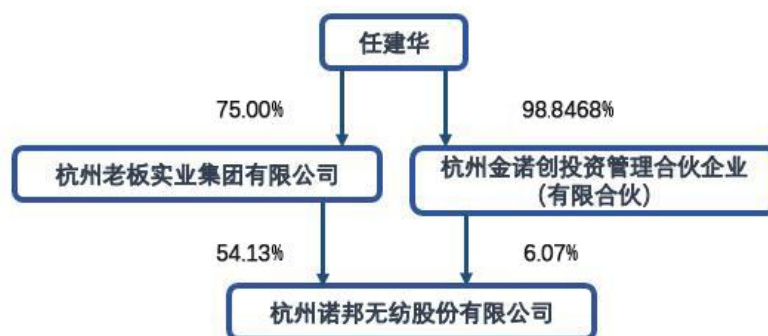 任建华
75.00%
98.8468%
杭州老板实业集团有限公司
杭州金诺创投资管理合伙企业
（有限合伙）
54.13%
6.07%
杭州诺邦无纺股份有限公司